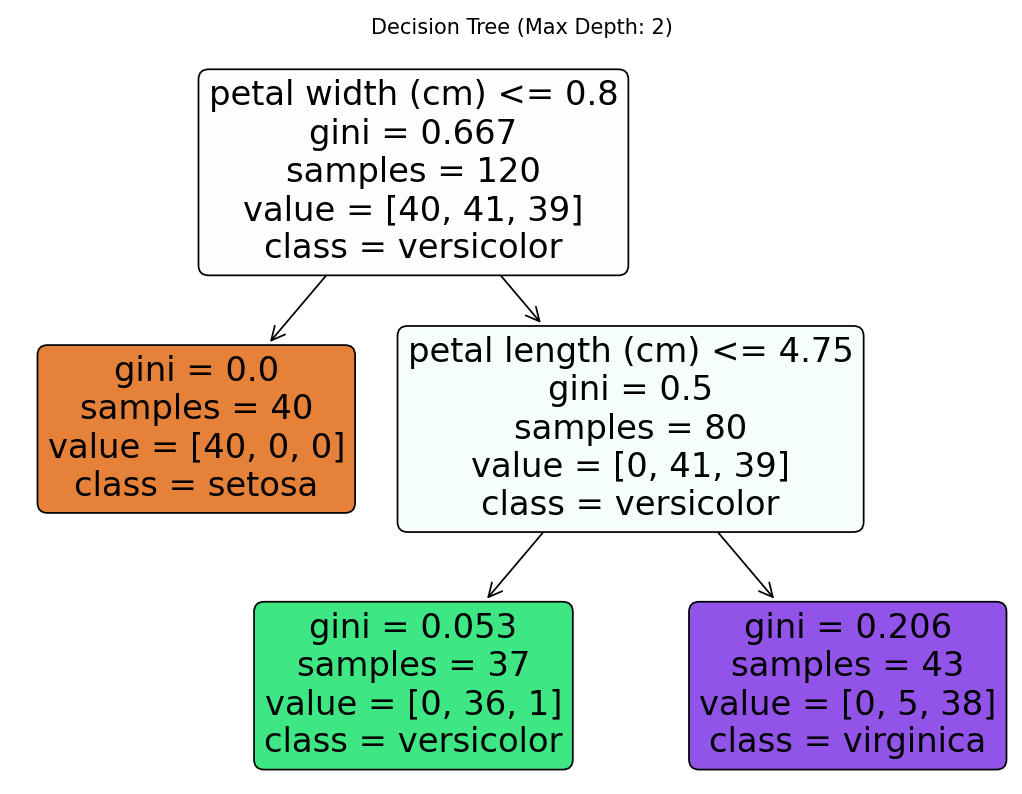 Decision Tree (Max Depth: 2)
petal width (cm) <= 0.8
gini = 0.667
samples = 120
value = [40, 41, 39]
class = versicolor
gini = 0.0
samples = 40
value = [40, 0, 0]
class = setosa
petal length (cm) <= 4.75
gini = 0.5
samples = 80
value = [0, 41, 39]
class = versicolor
gini = 0.053
samples = 37
value = [0, 36, 1]
class = versicolor
gini = 0.206
samples = 43
value = [0, 5, 38]
class = virginica